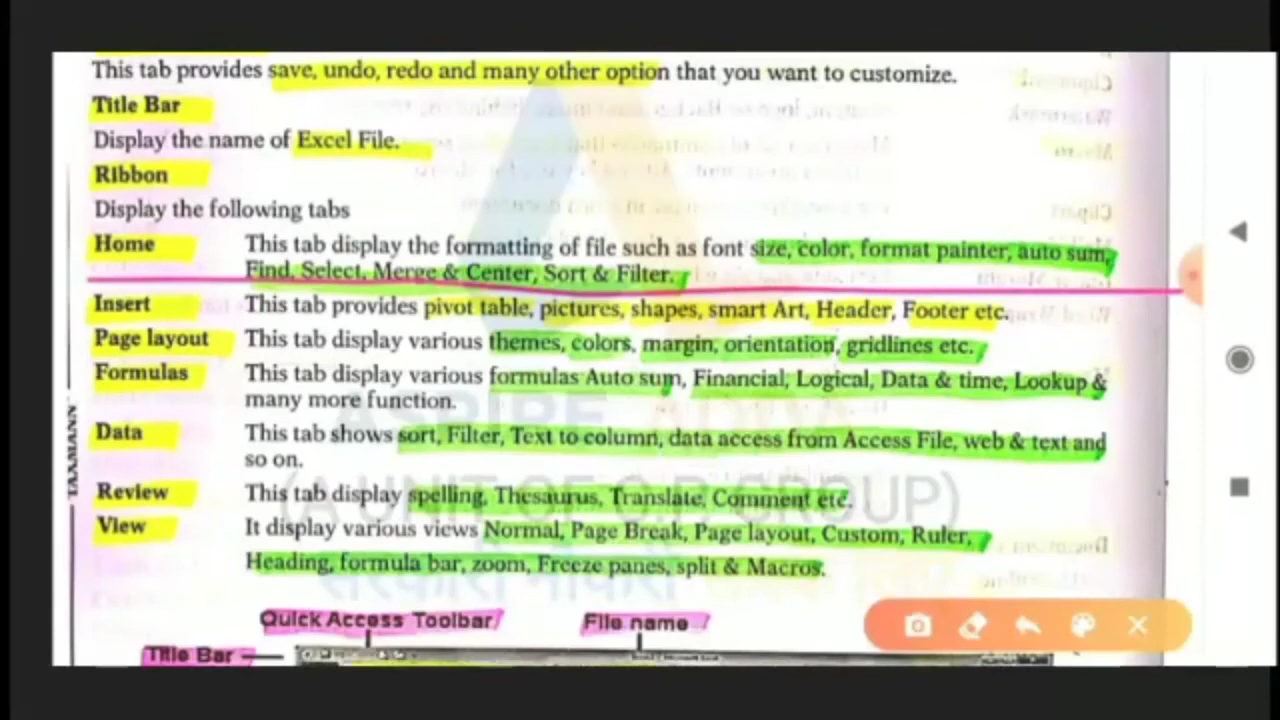 This tab provides save, undo, redo and many other option that you want to customize.
Title Bar
Display the name of Excel File.
Ribbon
Display the following tabs
Home This tab display the formatting of file such as font size, color, format painter, auto sum,
Find, Select, Merge & Center, Sort & Filter.
Insert This tab provides pivot table, pictures, shapes, smart Art, Header, Footer etc.
Page layout This tab display various themes, colors, margin, orientation, gridlines etc.
Formulas This tab display various formulas Auto sum, Financial, Logical, Data & time, Lookup &
many more function.
Data This tab shows sort, Filter, Text to column, data access from Access File, web & text and
so on.
Review This tab display spelling, Thesaurus, Translate, Comment etc.
View It display various views Normal, Page Break, Page layout, Custom, Ruler,
Heading, formula bar, zoom, Freeze panes, split & Macros.
TAXMANN
ASPIRE
(A UNIT OF GROUP)
सरकारी नौकरी
Quick Access Toolbar File name
Title Bar